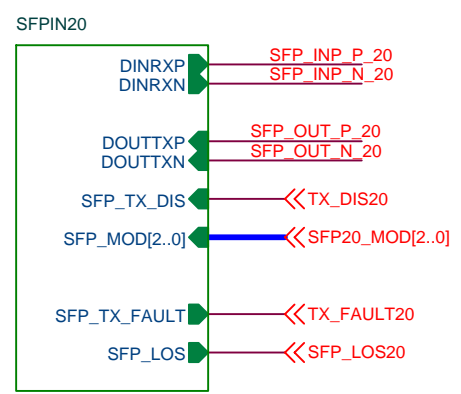 SFPIN20
DINRXP SFP_INP_P_20
DINRXN SFP_INP_N_20
DOUTTXP SFP_OUT_P_20
DOUTTXN SFP_OUT_N_20
SFP_TX_DIS TX_DIS20
SFP_MOD[2..0] SFP20_MOD[2..0]
SFP_TX_FAULT TX_FAULT20
SFP_LOS SFP_LOS20